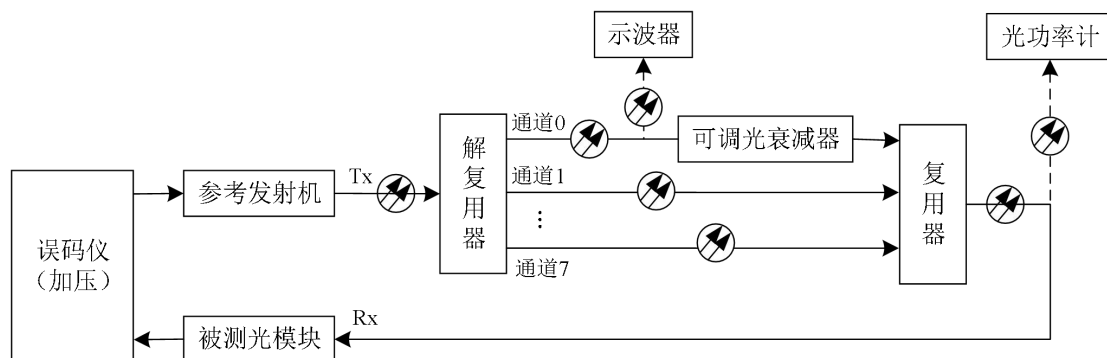 示波器
光功率计
通道0
可调光衰减器
解复用器
通道1
Tx
参考发射机
复用器
误码仪
（加压）
通道7
Rx
被测光模块